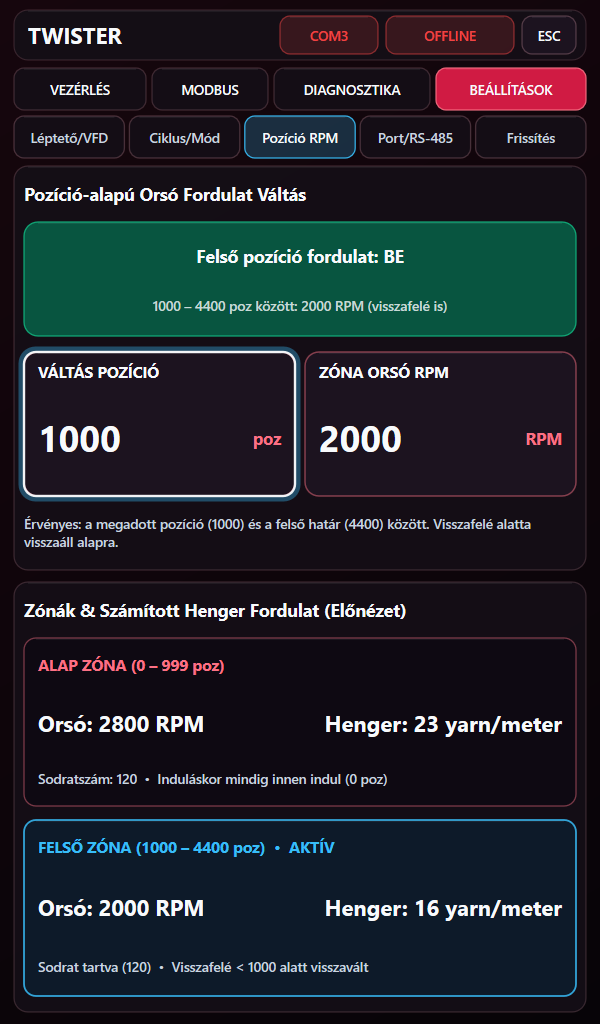 TWISTER
COM3
OFFLINE
ESC
VEZÉRLÉS
MODBUS
DIAGNOSZTIKA
BEÁLLÍTÁSOK
Léptető/VFD
Ciklus/Mód
Pozíció RPM
Port/RS-485
Frissítés
Pozíció-alapú Orsó Fordulat Váltás
Felső pozíció fordulat: BE
1000 – 4400 poz között: 2000 RPM (visszafelé is)
VÁLTÁS POZÍCIÓ
1000 poz
ZÓNA ORSÓ RPM
2000 RPM
Érvényes: a megadott pozíció (1000) és a felső határ (4400) között. Visszafelé alatta
visszaáll alapra.
Zónák & Számított Henger Fordulat (Előnézet)
ALAP ZÓNA (0 – 999 poz)
Orsó: 2800 RPM
Henger: 23 yarn/meter
Sodratszám: 120 • Induláskor mindig innen indul (0 poz)
FELSŐ ZÓNA (1000 – 4400 poz) • AKTÍV
Orsó: 2000 RPM
Henger: 16 yarn/meter
Sodrat tartva (120) • Visszafelé < 1000 alatt visszavált